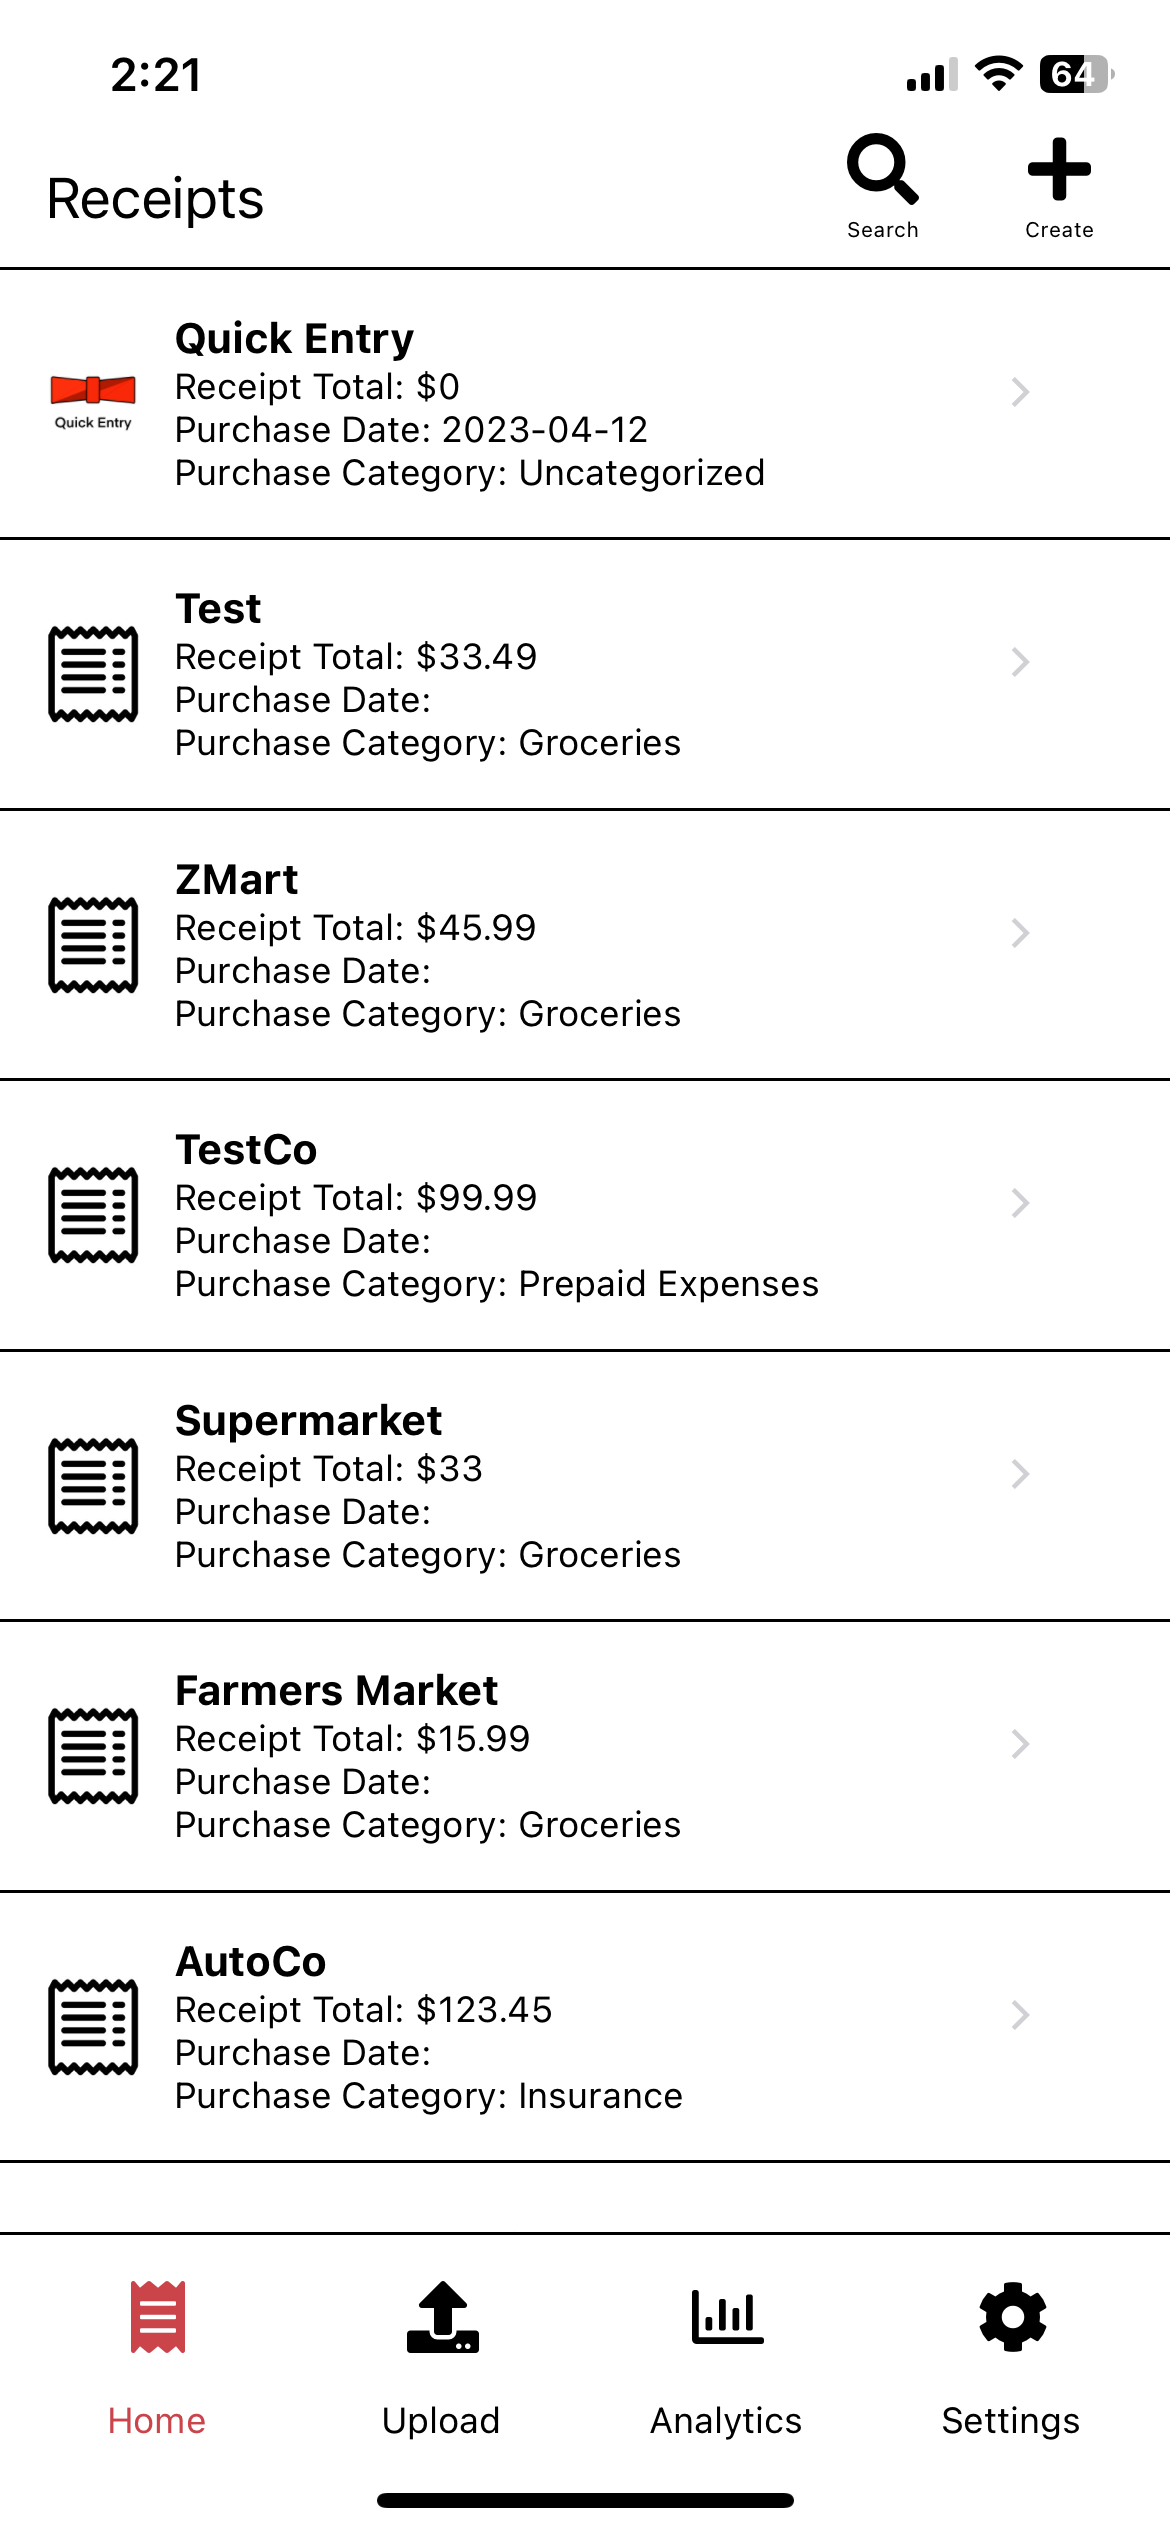 2:21
64
Receipts
Search
Create
Quick Entry
Receipt Total: $0
Purchase Date: 2023-04-12
Purchase Category: Uncategorized
Quick Entry
Test
Receipt Total: $33.49
Purchase Date:
Purchase Category: Groceries
ZMart
Receipt Total: $45.99
Purchase Date:
Purchase Category: Groceries
TestCo
Receipt Total: $99.99
Purchase Date:
Purchase Category: Prepaid Expenses
Supermarket
Receipt Total: $33
Purchase Date:
Purchase Category: Groceries
Farmers Market
Receipt Total: $15.99
Purchase Date:
Purchase Category: Groceries
AutoCo
Receipt Total: $123.45
Purchase Date:
Purchase Category: Insurance
Home
Upload
Analytics
Settings